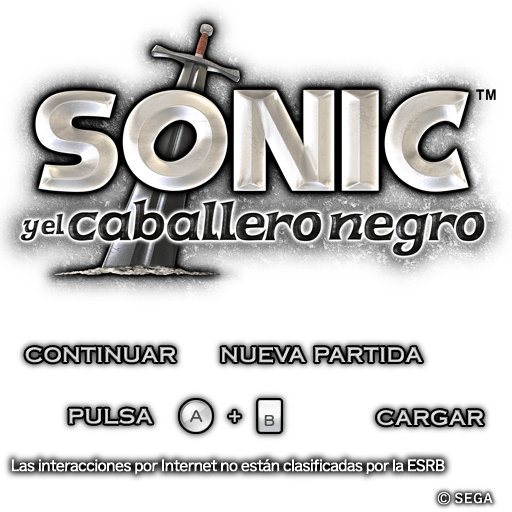 SONIC™
y el caballero negro
CONTINUAR NUEVA PARTIDA
PULSA A + B CARGAR
Las interacciones por Internet no están clasificadas por la ESRB
© SEGA